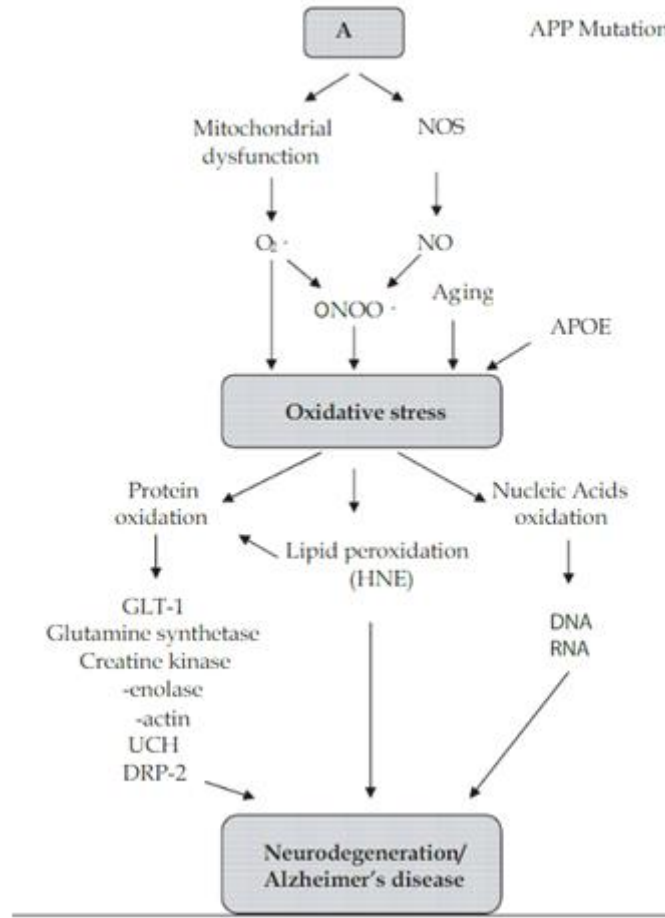 A
APP Mutation
Mitochondrial
dysfunction
NOS
O₂ ·
NO
ONOO ·
Aging
APOE
Oxidative stress
Protein
oxidation
Nucleic Acids
oxidation
Lipid peroxidation
(HNE)
GLT-1
Glutamine synthetase
Creatine kinase
-enolase
-actin
UCH
DRP-2
DNA
RNA
Neurodegeneration/
Alzheimer's disease